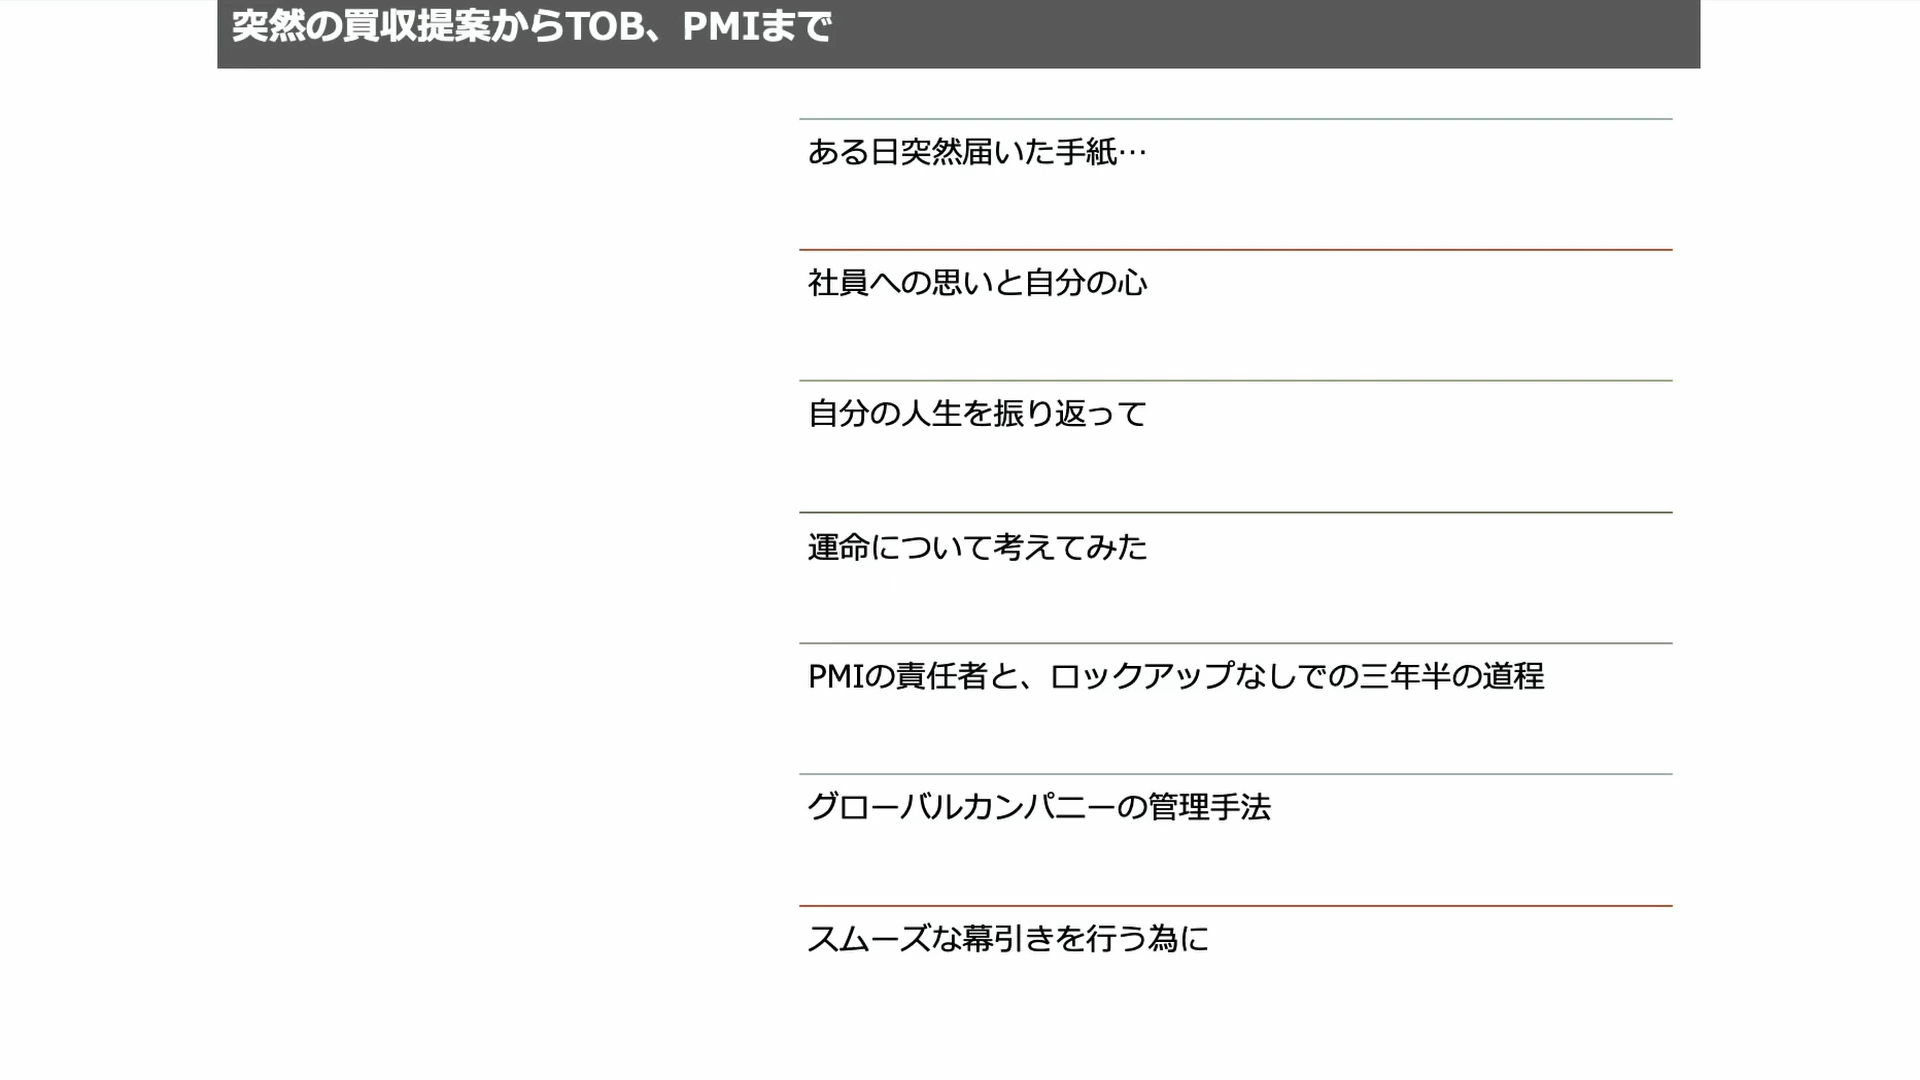 突然の買収提案からTOB、PMIまで
ある日突然届いた手紙…
社員への思いと自分の心
自分の人生を振り返って
運命について考えてみた
PMIの責任者と、ロックアップなしでの三年半の道程
グローバルカンパニーの管理手法
スムーズな幕引きを行う為に